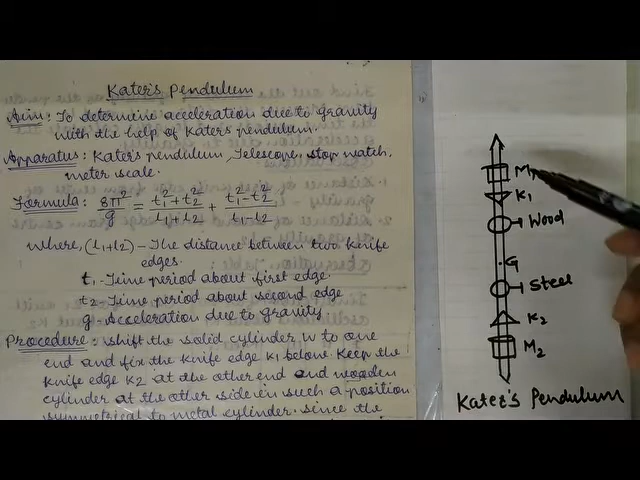 Kater's Pendulum
Aim: To determine acceleration due to gravity
with the help of Kater's pendulum.
Apparatus: Kater's pendulum, Telescope, stop watch,
meter scale.
Formula: 8π²/g = (t₁²+t₂²)/(l₁+l₂) + (t₁²-t₂²)/(l₁-l₂)
where, (l₁+l₂) - The distance between two knife
edges.
t₁ - Time period about first edge.
t₂ - Time period about second edge
g - Acceleration due to gravity
Procedure: Shift the solid cylinder W to one
end and fix the knife edge K₁ below. Keep the
knife edge K₂ at the other end and wooden
cylinder at the other side in such a position
symmetrical to metal cylinder. Since the
M₁
K₁
Wood
G
Steel
K₂
M₂
Kater's Pendulum